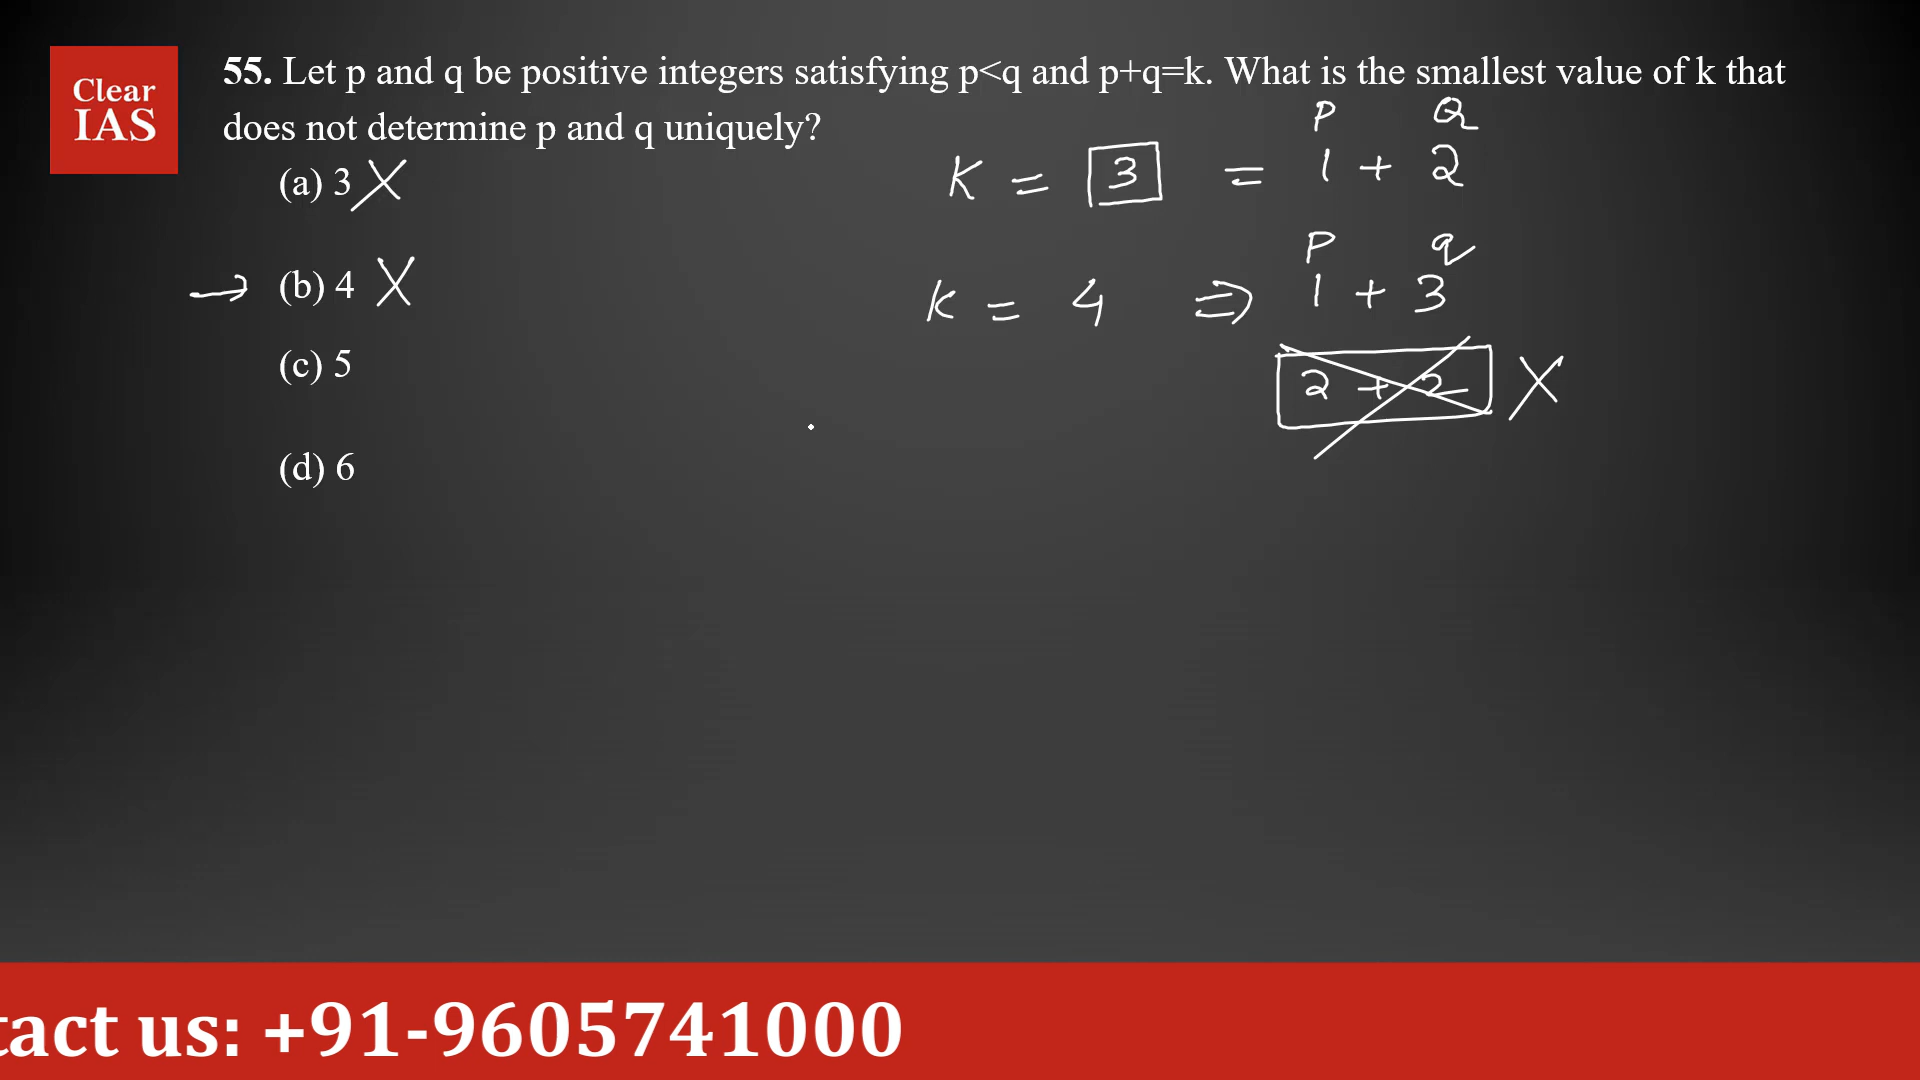 Clear
IAS
55. Let p and q be positive integers satisfying p<q and p+q=k. What is the smallest value of k that
does not determine p and q uniquely?
P Q
(a) 3 X
K = 3 = 1 + 2
P q
(b) 4 X
K = 4 ⇒ 1 + 3
(c) 5
2 + 2 X
(d) 6
tact us: +91-9605741000